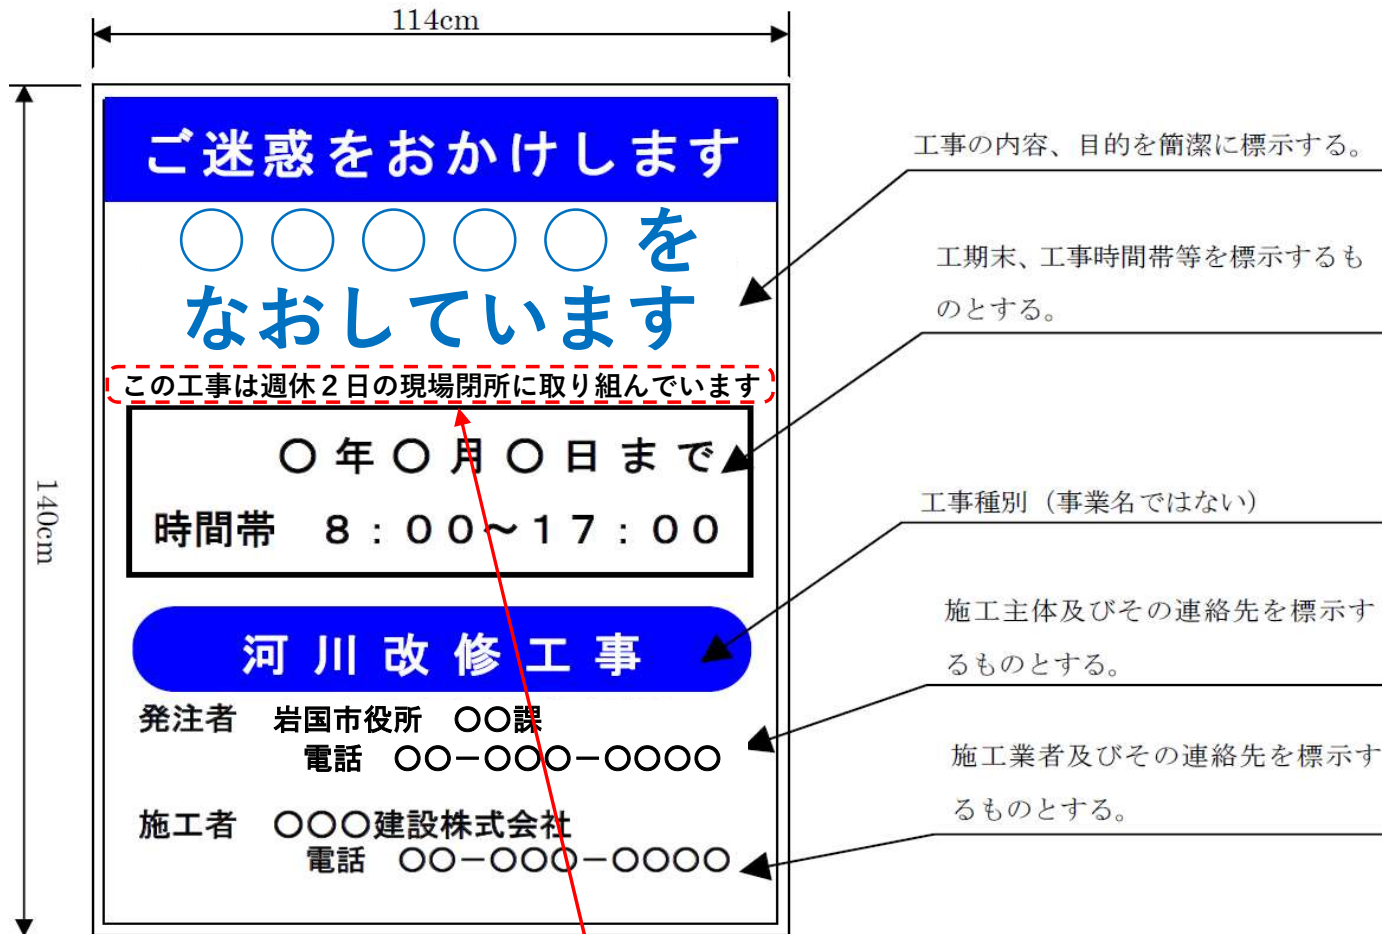 114cm
140cm
ご迷惑をおかけします
○○○○○を
なおしています
この工事は週休２日の現場閉所に取り組んでいます
○年○月○日まで
時間帯　８：００～１７：００
河川改修工事
発注者　岩国市役所　○○課
電話　○○－○○○－○○○○
施工者　○○○建設株式会社
電話　○○－○○○－○○○○
工事の内容、目的を簡潔に標示する。
工期末、工事時間帯等を標示するも
のとする。
工事種別（事業名ではない）
施工主体及びその連絡先を標示す
るものとする。
施工業者及びその連絡先を標示す
るものとする。